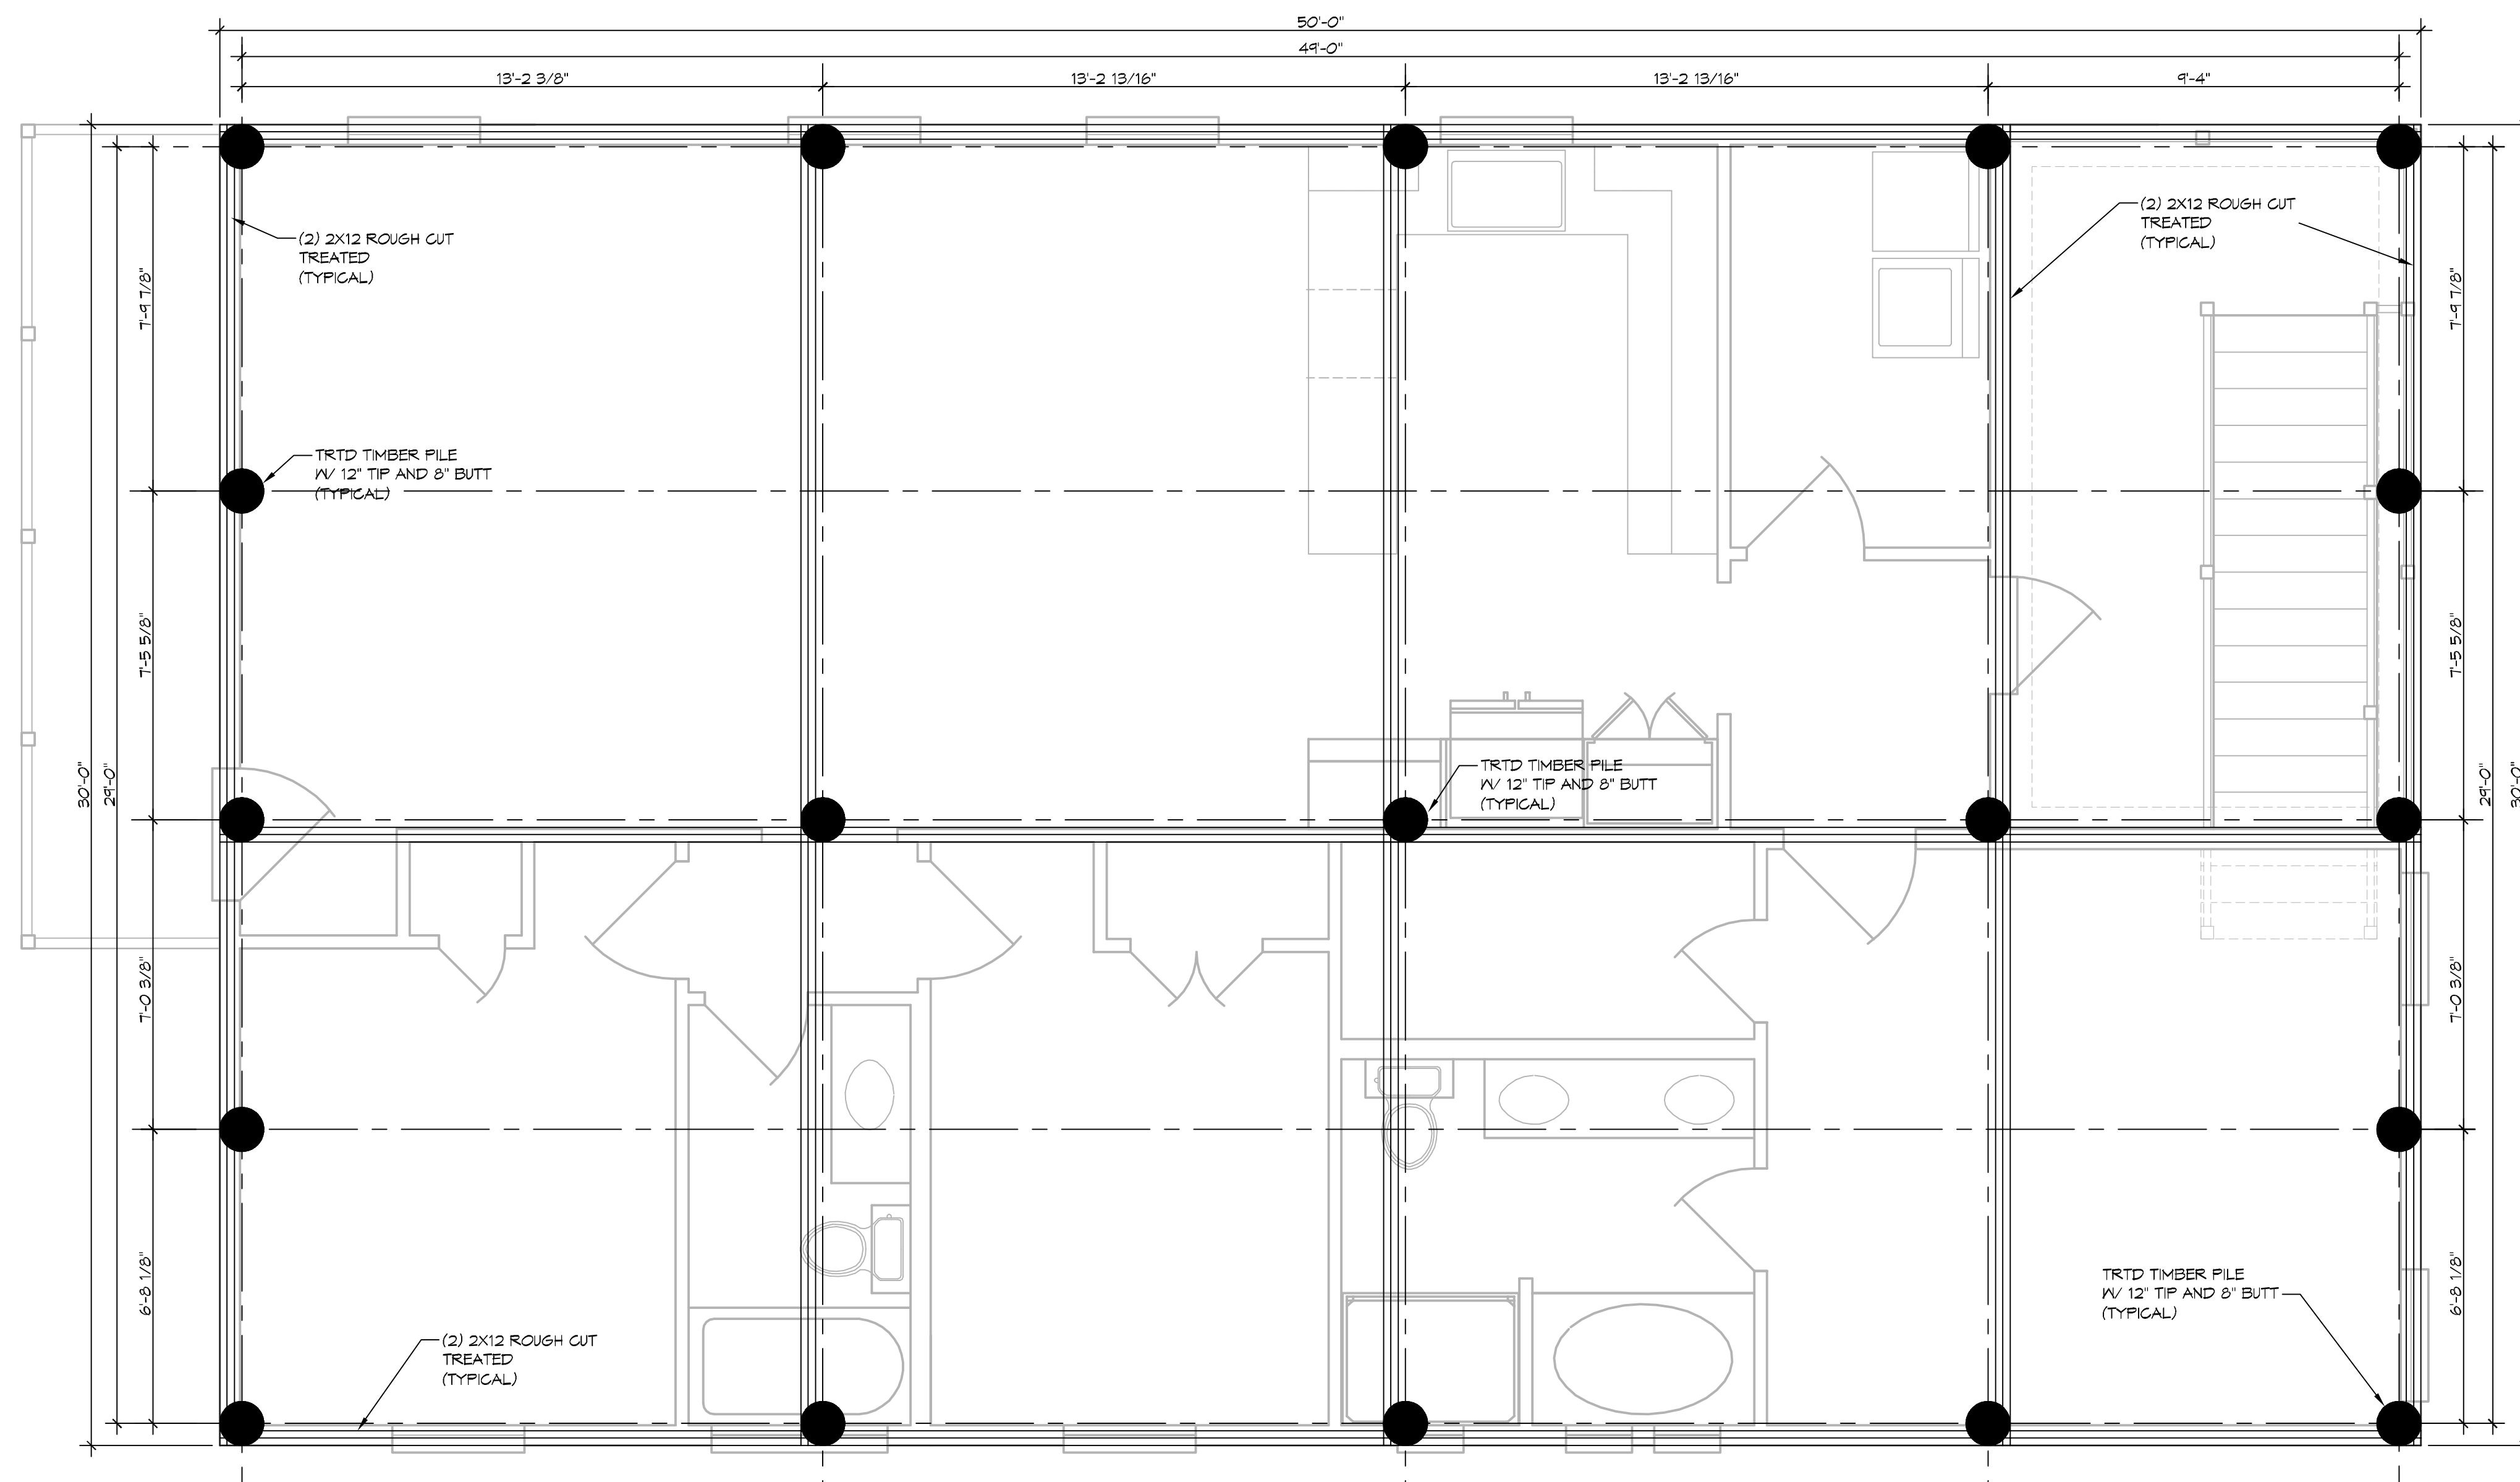 50'-0"
49'-0"
13'-2 3/8"
13'-2 13/16"
13'-2 13/16"
9'-4"
(2) 2X12 ROUGH CUT
TREATED
(TYPICAL)
(2) 2X12 ROUGH CUT
TREATED
(TYPICAL)
7'-9 7/8"
7'-9 7/8"
TRTD TIMBER PILE
W/ 12" TIP AND 8" BUTT
(TYPICAL)
7'-5 5/8"
7'-5 5/8"
30'-0"
29'-0"
TRTD TIMBER PILE
W/ 12" TIP AND 8" BUTT
(TYPICAL)
29'-0"
30'-0"
7'-0 3/8"
7'-0 3/8"
6'-8 1/8"
6'-8 1/8"
TRTD TIMBER PILE
W/ 12" TIP AND 8" BUTT
(TYPICAL)
(2) 2X12 ROUGH CUT
TREATED
(TYPICAL)